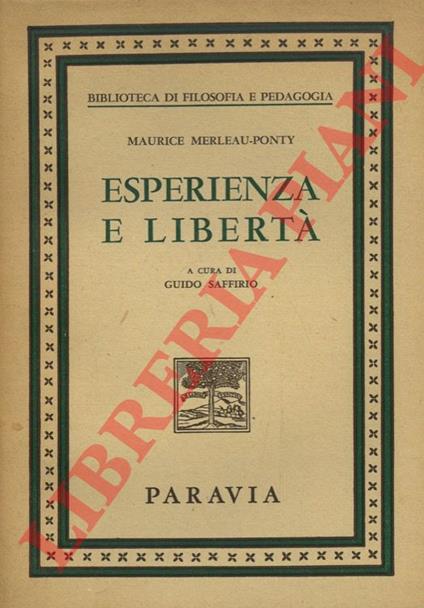 BIBLIOTECA DI FILOSOFIA E PEDAGOGIA
MAURICE MERLEAU-PONTY
ESPERIENZA
E LIBERTÀ
A CURA DI
GUIDO SAFFIRIO
PARAVIA
LIBRERIA PIANI